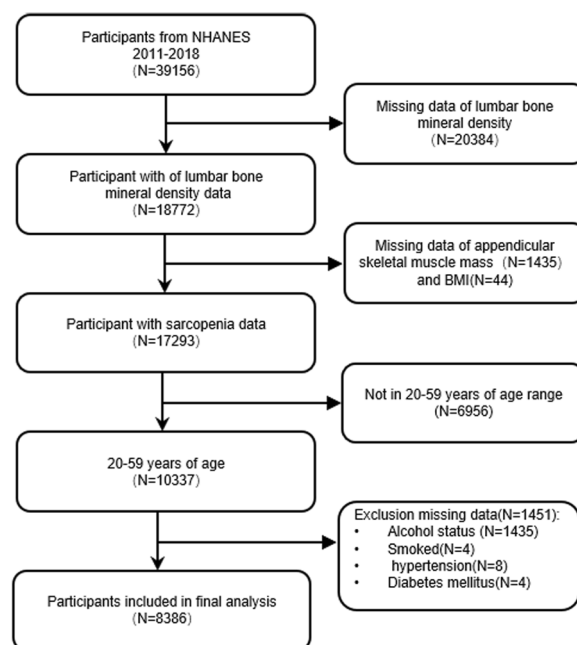 Participants from NHANES
2011-2018
(N=39156)
Missing data of lumbar bone
mineral density
(N=20384)
Participant with of lumbar bone
mineral density data
(N=18772)
Missing data of appendicular
skeletal muscle mass (N=1435)
and BMI(N=44)
Participant with sarcopenia data
(N=17293)
Not in 20-59 years of age range
(N=6956)
20-59 years of age
(N=10337)
Exclusion missing data(N=1451):
• Alcohol status (N=1435)
• Smoked(N=4)
• hypertension(N=8)
• Diabetes mellitus(N=4)
Participants included in final analysis
(N=8386)